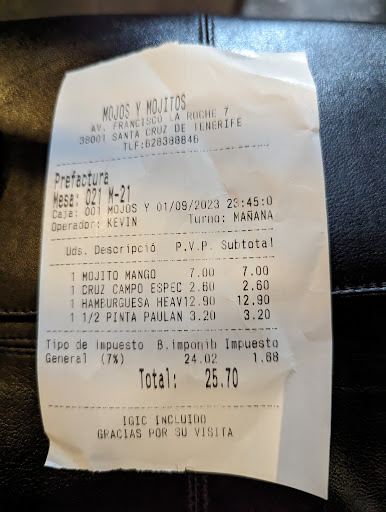 MOJOS Y MOJITOS
AV. FRANCISCO LA ROCHE 7
38001 SANTA CRUZ DE TENERIFE
TLF:628388846
Prefactura
Mesa: 021 M-21
Caja: 001 MOJOS Y 01/09/2023 23:45:0
Operador: KEVIN Turno: MAÑANA
Uds. Descripció P.V.P. Subtotal
1 MOJITO MANGO 7.00 7.00
1 CRUZ CAMPO ESPEC 2.60 2.60
1 HAMBURGUESA HEAV12.90 12.90
1 1/2 PINTA PAULAN 3.20 3.20
Tipo de impuesto B.imponib Impuesto
General (7%) 24.02 1.68
Total: 25.70
IGIC INCLUIDO
GRACIAS POR SU VISITA